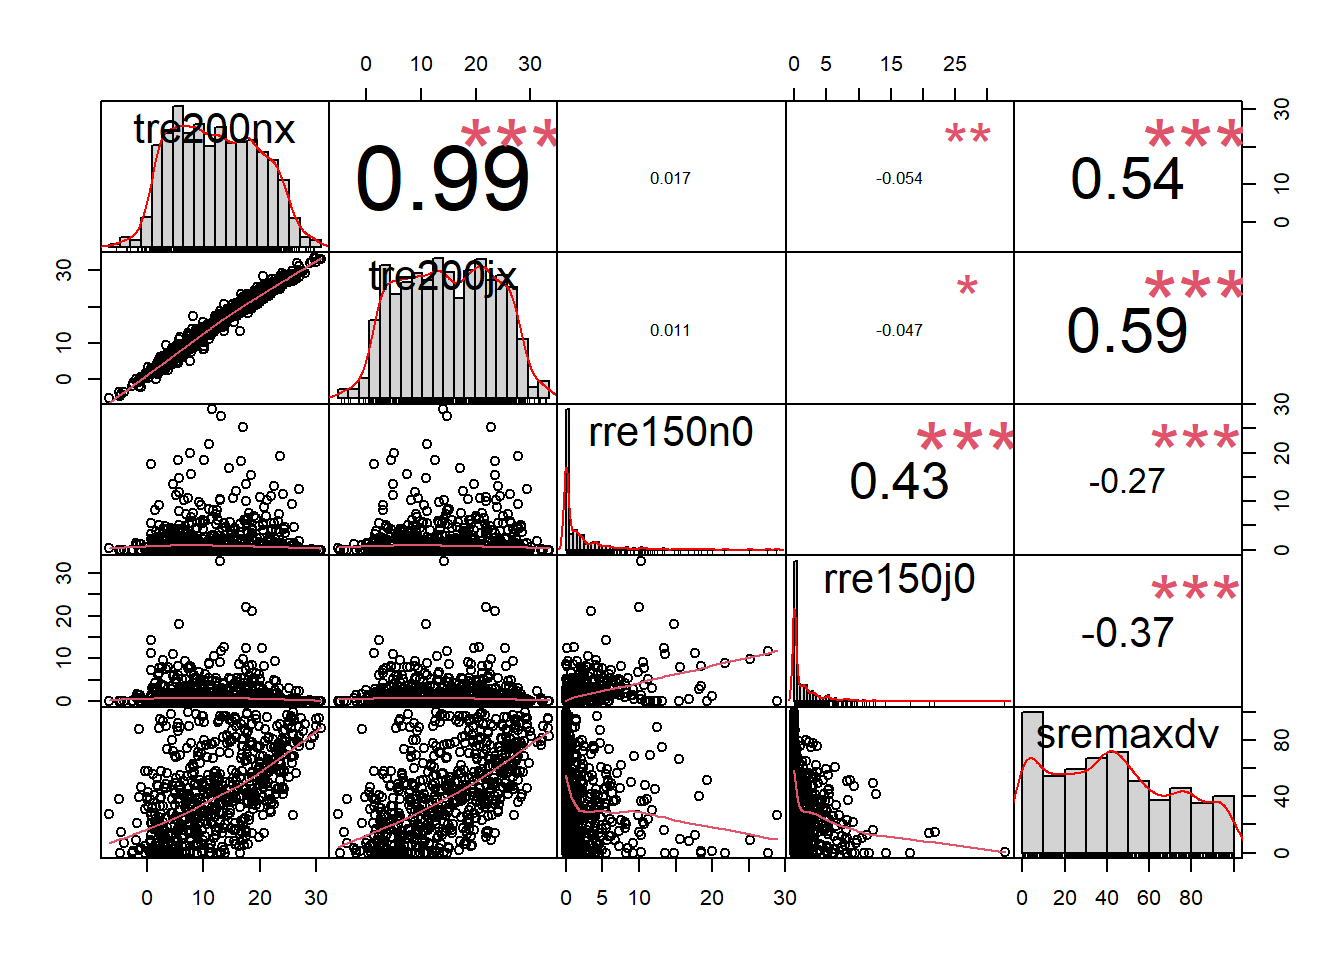 0 10 20 30 0 5 15 25
tre200nx 0.99 *** 0.017 -0.054 ** 0.54 *** 0 10 30
0 10 30 tre200jx 0.011 -0.047 * 0.59 ***
rre150n0 0.43 *** -0.27 *** 0 10 20 30
0 10 20 30 rre150j0 -0.37 ***
sremaxdv 0 40 80
0 10 20 30 0 5 10 20 30 0 20 40 60 80